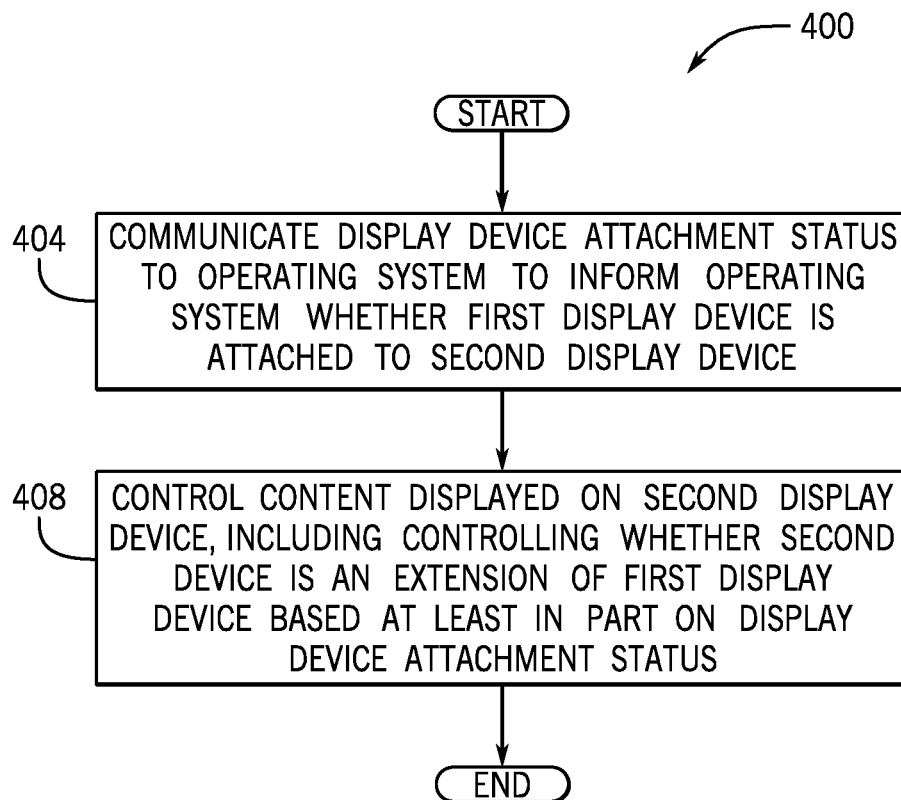 400
START
404
COMMUNICATE DISPLAY DEVICE ATTACHMENT STATUS
TO OPERATING SYSTEM TO INFORM OPERATING
SYSTEM WHETHER FIRST DISPLAY DEVICE IS
ATTACHED TO SECOND DISPLAY DEVICE
408
CONTROL CONTENT DISPLAYED ON SECOND DISPLAY
DEVICE, INCLUDING CONTROLLING WHETHER SECOND
DEVICE IS AN EXTENSION OF FIRST DISPLAY
DEVICE BASED AT LEAST IN PART ON DISPLAY
DEVICE ATTACHMENT STATUS
END